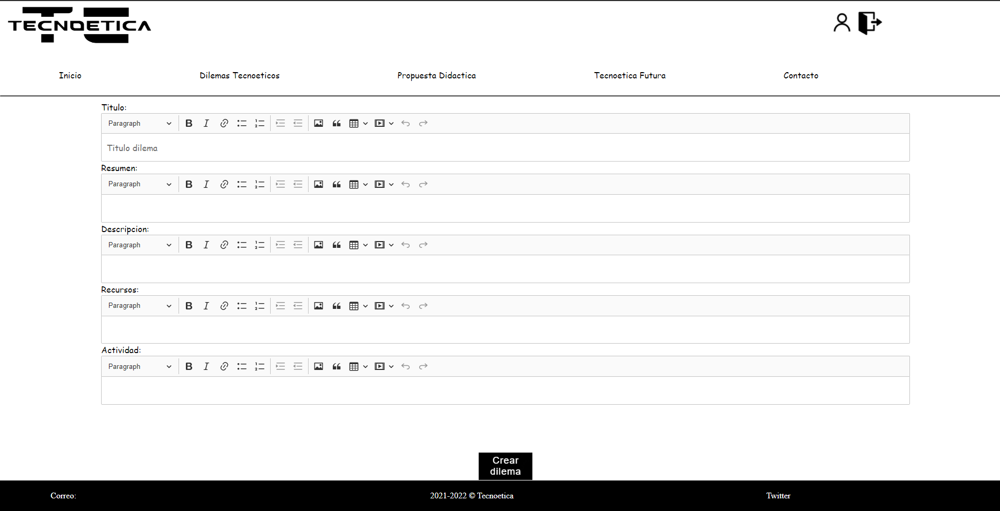 TECNOETICA
Inicio Dilemas Tecnoeticos Propuesta Didactica Tecnoetica Futura Contacto
Titulo:
Paragraph
Titulo dilema
Resumen:
Paragraph
Descripcion:
Paragraph
Recursos:
Paragraph
Actividad:
Paragraph
Crear
dilema
Correo: 2021-2022 © Tecnoetica Twitter